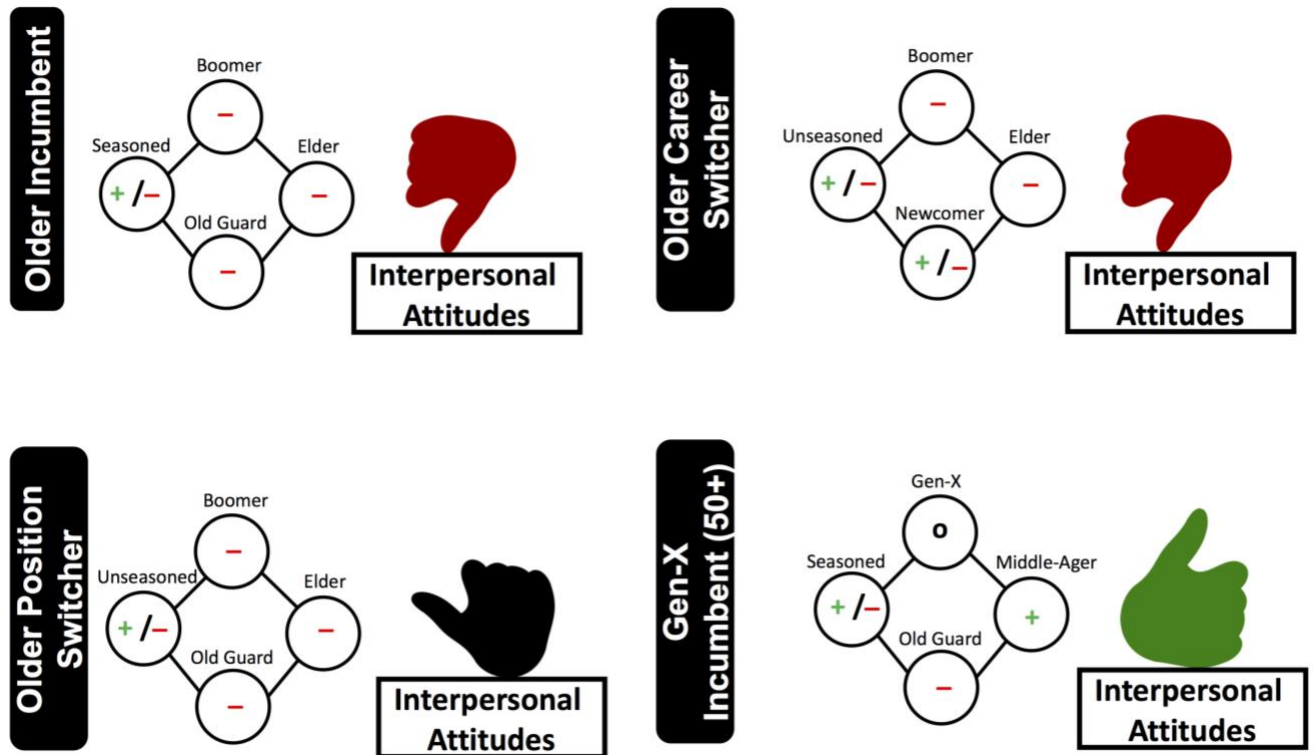 Older Incumbent
Boomer
–
Seasoned
+ / –
Elder
–
Old Guard
–
Interpersonal
Attitudes
Older Career
Switcher
Boomer
–
Unseasoned
+ / –
Elder
–
Newcomer
+ / –
Interpersonal
Attitudes
Older Position
Switcher
Boomer
–
Unseasoned
+ / –
Elder
–
Old Guard
–
Interpersonal
Attitudes
Gen-X
Incumbent (50+)
Gen-X
o
Seasoned
+ / –
Middle-Ager
+
Old Guard
–
Interpersonal
Attitudes